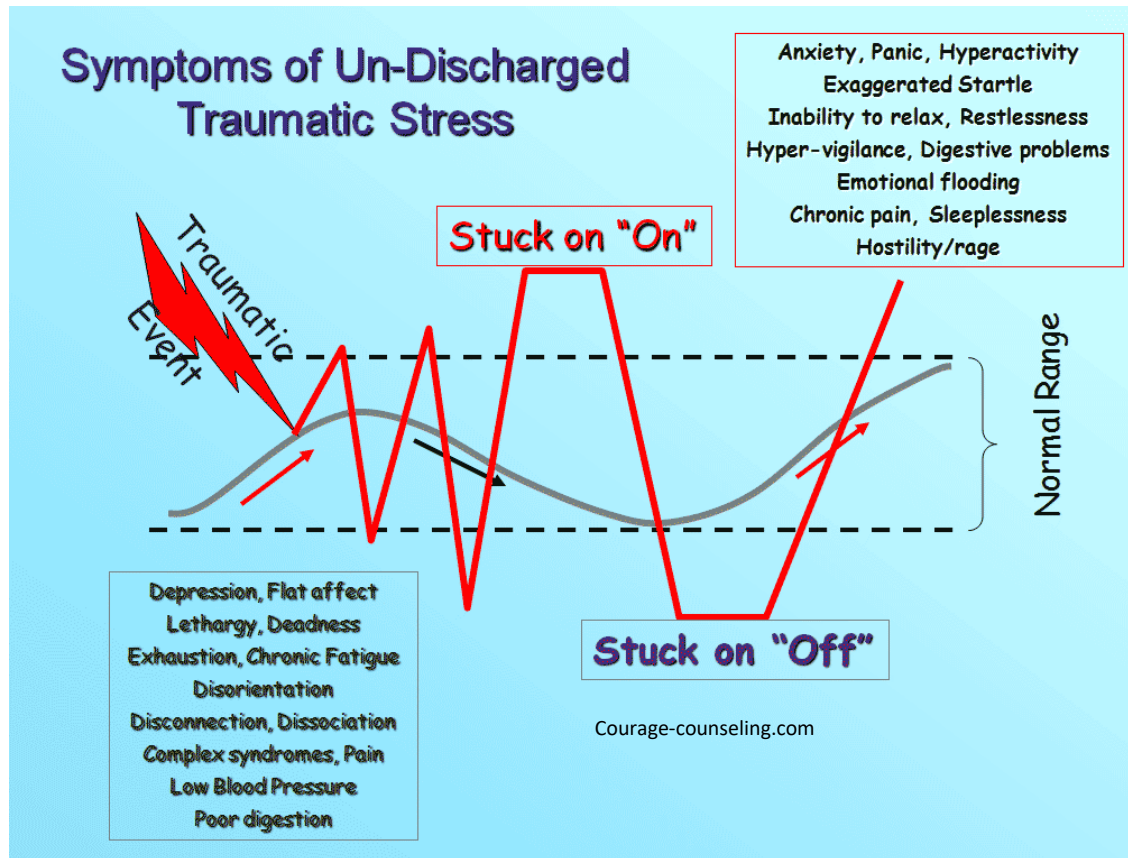 Symptoms of Un-Discharged
Traumatic Stress
Anxiety, Panic, Hyperactivity
Exaggerated Startle
Inability to relax, Restlessness
Hyper-vigilance, Digestive problems
Emotional flooding
Chronic pain, Sleeplessness
Hostility/rage
Traumatic
Event
Stuck on “On”
Normal Range
Depression, Flat affect
Lethargy, Deadness
Exhaustion, Chronic Fatigue
Disorientation
Disconnection, Dissociation
Complex syndromes, Pain
Low Blood Pressure
Poor digestion
Stuck on “Off”
Courage-counseling.com